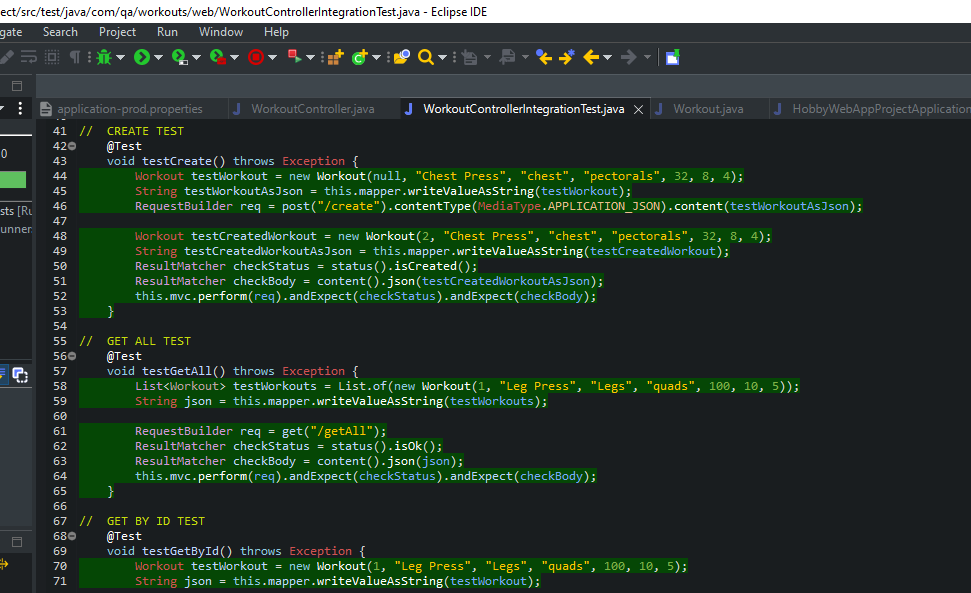 ect/src/test/java/com/qa/workouts/web/WorkoutControllerIntegrationTest.java - Eclipse IDE
gate Search Project Run Window Help
application-prod.properties WorkoutController.java WorkoutControllerIntegrationTest.java Workout.java HobbyWebAppProjectApplication
0
sts [Ru
unner
41 // CREATE TEST
42 @Test
43 void testCreate() throws Exception {
44 Workout testWorkout = new Workout(null, "Chest Press", "chest", "pectorals", 32, 8, 4);
45 String testWorkoutAsJson = this.mapper.writeValueAsString(testWorkout);
46 RequestBuilder req = post("/create").contentType(MediaType.APPLICATION_JSON).content(testWorkoutAsJson);
47
48 Workout testCreatedWorkout = new Workout(2, "Chest Press", "chest", "pectorals", 32, 8, 4);
49 String testCreatedWorkoutAsJson = this.mapper.writeValueAsString(testCreatedWorkout);
50 ResultMatcher checkStatus = status().isCreated();
51 ResultMatcher checkBody = content().json(testCreatedWorkoutAsJson);
52 this.mvc.perform(req).andExpect(checkStatus).andExpect(checkBody);
53 }
54
55 // GET ALL TEST
56 @Test
57 void testGetAll() throws Exception {
58 List<Workout> testWorkouts = List.of(new Workout(1, "Leg Press", "Legs", "quads", 100, 10, 5));
59 String json = this.mapper.writeValueAsString(testWorkouts);
60
61 RequestBuilder req = get("/getAll");
62 ResultMatcher checkStatus = status().isOk();
63 ResultMatcher checkBody = content().json(json);
64 this.mvc.perform(req).andExpect(checkStatus).andExpect(checkBody);
65 }
66
67 // GET BY ID TEST
68 @Test
69 void testGetById() throws Exception {
70 Workout testWorkout = new Workout(1, "Leg Press", "Legs", "quads", 100, 10, 5);
71 String json = this.mapper.writeValueAsString(testWorkout);